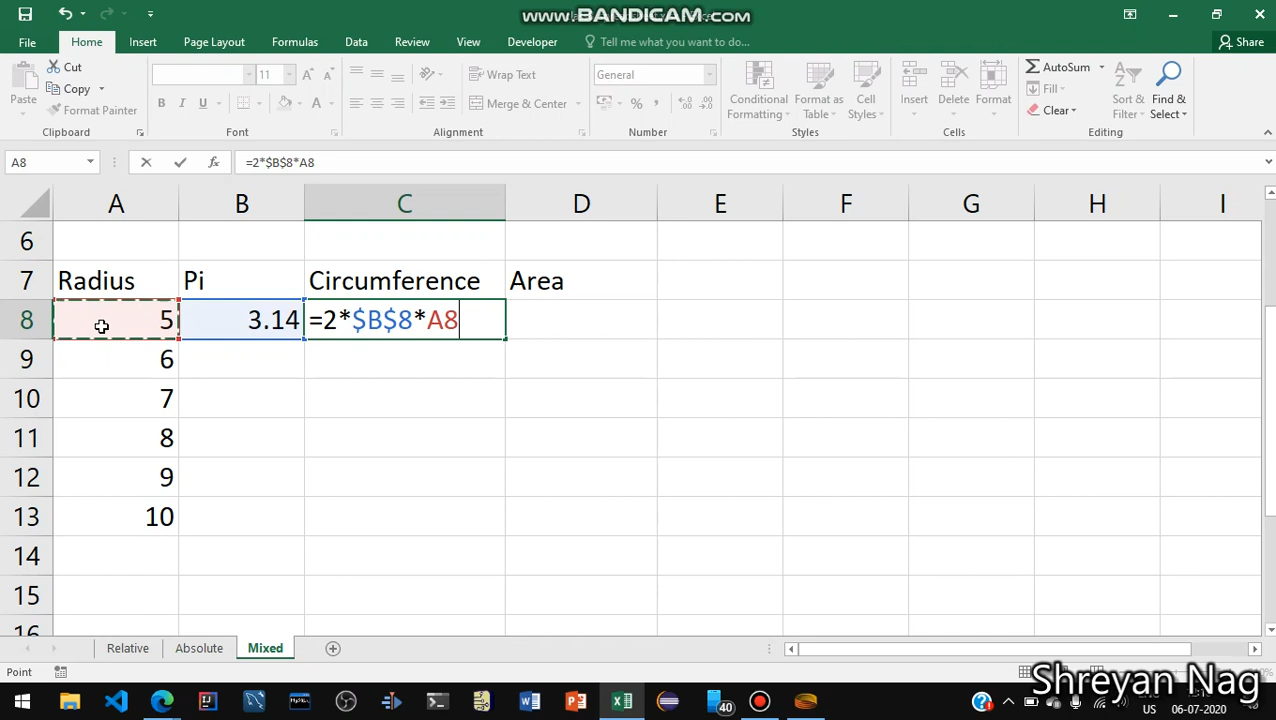 www.BANDICAM.com
File
Home
Insert
Page Layout
Formulas
Data
Review
View
Developer
Tell me what you want to do...
Share
Paste
Cut
Copy
Format Painter
Clipboard
11
B I U
A
Font
Wrap Text
Merge & Center
Alignment
General
%
Number
Conditional Formatting
Format as Table
Cell Styles
Styles
Insert
Delete
Format
Cells
AutoSum
Fill
Clear
Sort & Filter
Find & Select
Editing
A8
fx
=2*$B$8*A8
A B C D E F G H I
6
7 Radius Pi Circumference Area
8 5 3.14 =2*$B$8*A8
9 6
10 7
11 8
12 9
13 10
14
15
16
Relative
Absolute
Mixed
Point
Shreyan Nag
40
US
06-07-2020